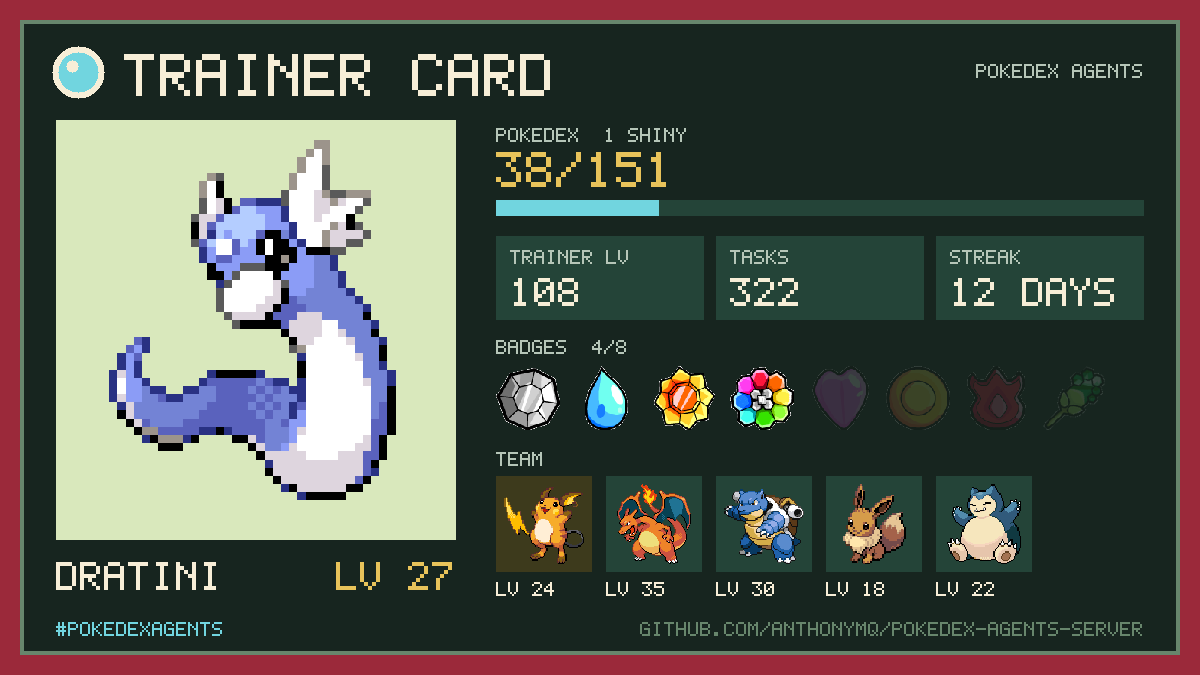 TRAINER CARD
POKEDEX AGENTS
POKEDEX 1 SHINY
38/151
TRAINER LV
108
TASKS
322
STREAK
12 DAYS
BADGES 4/8
TEAM
LV 24
LV 35
LV 30
LV 18
LV 22
DRATINI LV 27
#POKEDEXAGENTS
GITHUB.COM/ANTHONYMQ/POKEDEX-AGENTS-SERVER